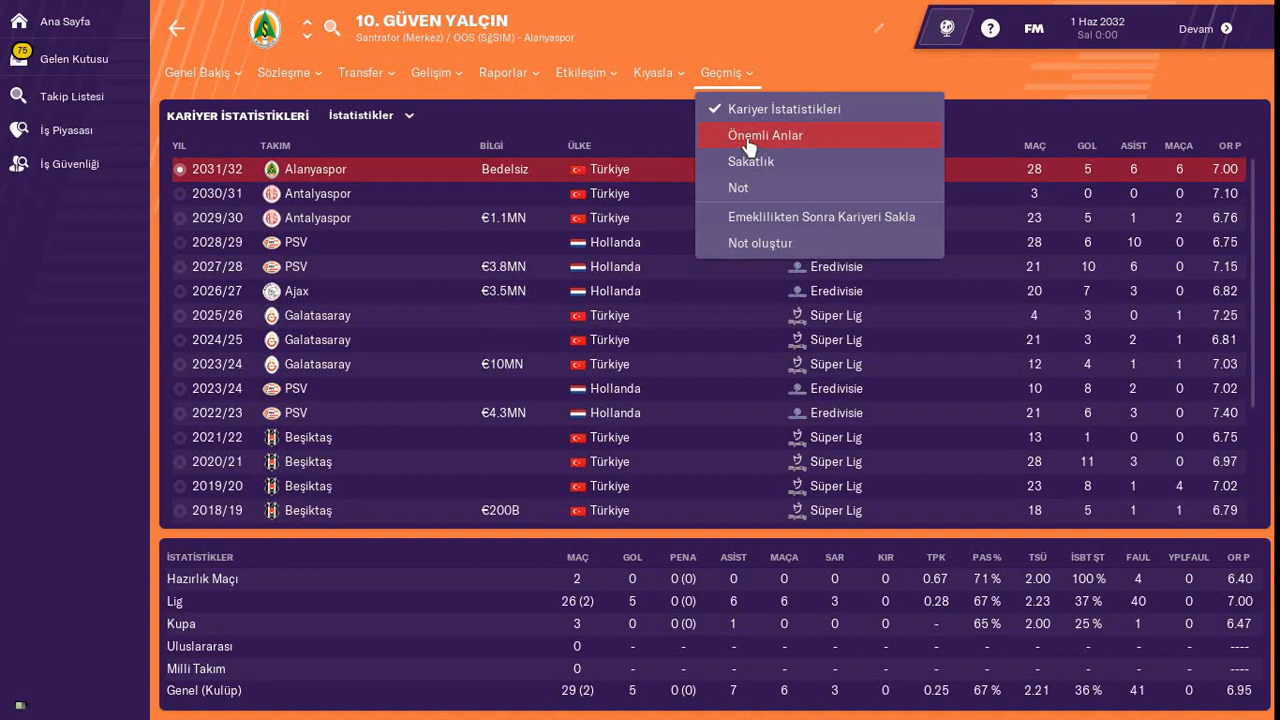 Ana Sayfa
75
Gelen Kutusu
Takip Listesi
İş Piyasası
İş Güvenliği
10. GÜVEN YALÇIN
Santrafor (Merkez) / OOS (SğSIM) - Alanyaspor
?
FM
1 Haz 2032
Sal 0:00
Devam
Genel Bakış
Sözleşme
Transfer
Gelişim
Raporlar
Etkileşim
Kıyasla
Geçmiş
Kariyer İstatistikleri
Önemli Anlar
Sakatlık
Not
Emeklilikten Sonra Kariyeri Sakla
Not oluştur
KARİYER İSTATİSTİKLERİ İstatistikler
YIL TAKIM BİLGİ ÜLKE MAÇ GOL ASİST MAÇA OR P
2031/32 Alanyaspor Bedelsiz Türkiye 28 5 6 6 7.00
2030/31 Antalyaspor Türkiye 3 0 0 0 7.10
2029/30 Antalyaspor €1.1MN Türkiye 23 5 1 2 6.76
2028/29 PSV Hollanda 28 6 10 0 6.75
2027/28 PSV €3.8MN Hollanda Eredivisie 21 10 6 0 7.15
2026/27 Ajax €3.5MN Hollanda Eredivisie 20 7 3 0 6.82
2025/26 Galatasaray Türkiye Süper Lig 4 3 0 1 7.25
2024/25 Galatasaray Türkiye Süper Lig 21 3 2 1 6.81
2023/24 Galatasaray €10MN Türkiye Süper Lig 12 4 1 1 7.03
2023/24 PSV Hollanda Eredivisie 10 8 2 0 7.02
2022/23 PSV €4.3MN Hollanda Eredivisie 21 6 3 0 7.40
2021/22 Beşiktaş Türkiye Süper Lig 13 1 0 0 6.75
2020/21 Beşiktaş Türkiye Süper Lig 28 11 3 0 6.97
2019/20 Beşiktaş Türkiye Süper Lig 23 8 1 4 7.02
2018/19 Beşiktaş €200B Türkiye Süper Lig 18 5 1 1 6.79
İSTATİSTİKLER MAÇ GOL PENA ASİST MAÇA SAR KIR TPK PAS % TSÜ İSBT ŞT FAUL YPLFAUL OR P
Hazırlık Maçı 2 0 0 (0) 0 0 0 0 0.67 71 % 2.00 100 % 4 0 6.40
Lig 26 (2) 5 0 (0) 6 6 3 0 0.28 67 % 2.23 37 % 40 0 7.00
Kupa 3 0 0 (0) 1 0 0 0 - 65 % 2.00 25 % 1 0 6.47
Uluslararası 0 - - - - - - - - - - - - ----
Milli Takım 0 - - - - - - - - - - - - ----
Genel (Kulüp) 29 (2) 5 0 (0) 7 6 3 0 0.25 67 % 2.21 36 % 41 0 6.95